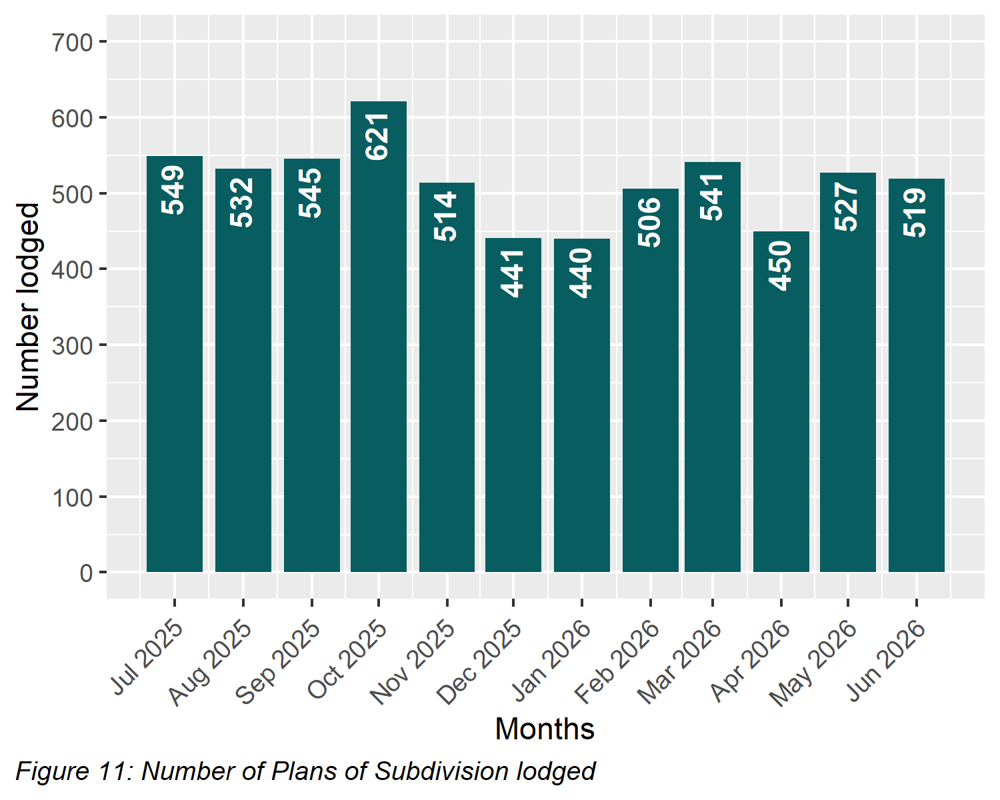 Number lodged
700
600
500
400
300
200
100
0
549
532
545
621
514
441
440
506
541
450
527
519
Jul 2025
Aug 2025
Sep 2025
Oct 2025
Nov 2025
Dec 2025
Jan 2026
Feb 2026
Mar 2026
Apr 2026
May 2026
Jun 2026
Months
Figure 11: Number of Plans of Subdivision lodged